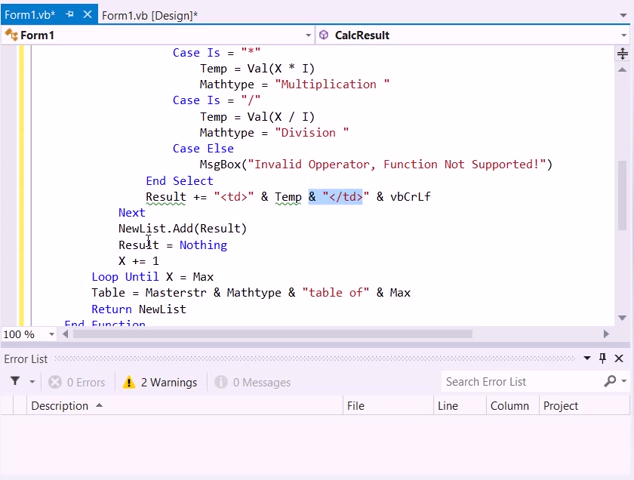 Form1.vb* Form1.vb [Design]*
Form1 CalcResult
Case Is = "*"
Temp = Val(X * I)
Mathtype = "Multiplication "
Case Is = "/"
Temp = Val(X / I)
Mathtype = "Division "
Case Else
MsgBox("Invalid Opperator, Function Not Supported!")
End Select
Result += "<td>" & Temp & "</td>" & vbCrLf
Next
NewList.Add(Result)
Result = Nothing
X += 1
Loop Until X = Max
Table = Masterstr & Mathtype & "table of" & Max
Return NewList
End Function
100 %
Error List
0 Errors 2 Warnings 0 Messages Search Error List
Description File Line Column Project